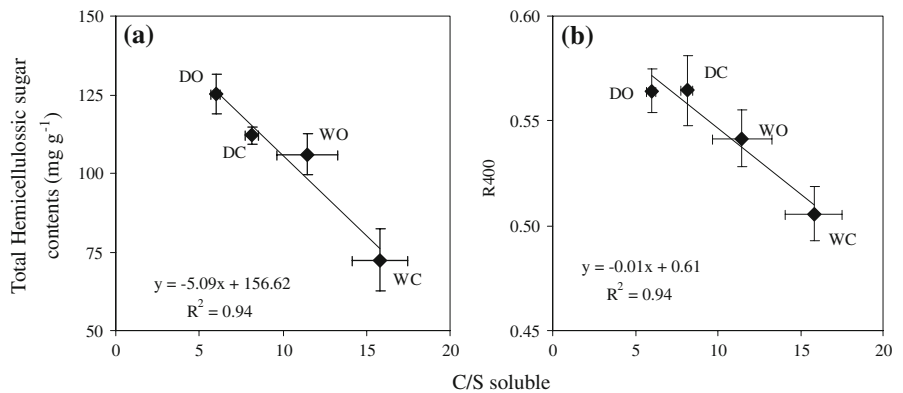 (a)
Total Hemicellulossic sugar
contents (mg g⁻¹)
150
125
100
75
50
DO
DC
WO
WC
y = -5.09x + 156.62
R² = 0.94
0
5
10
15
20
(b)
R400
0.60
0.55
0.50
0.45
DO
DC
WO
WC
y = -0.01x + 0.61
R² = 0.94
0
5
10
15
20
C/S soluble